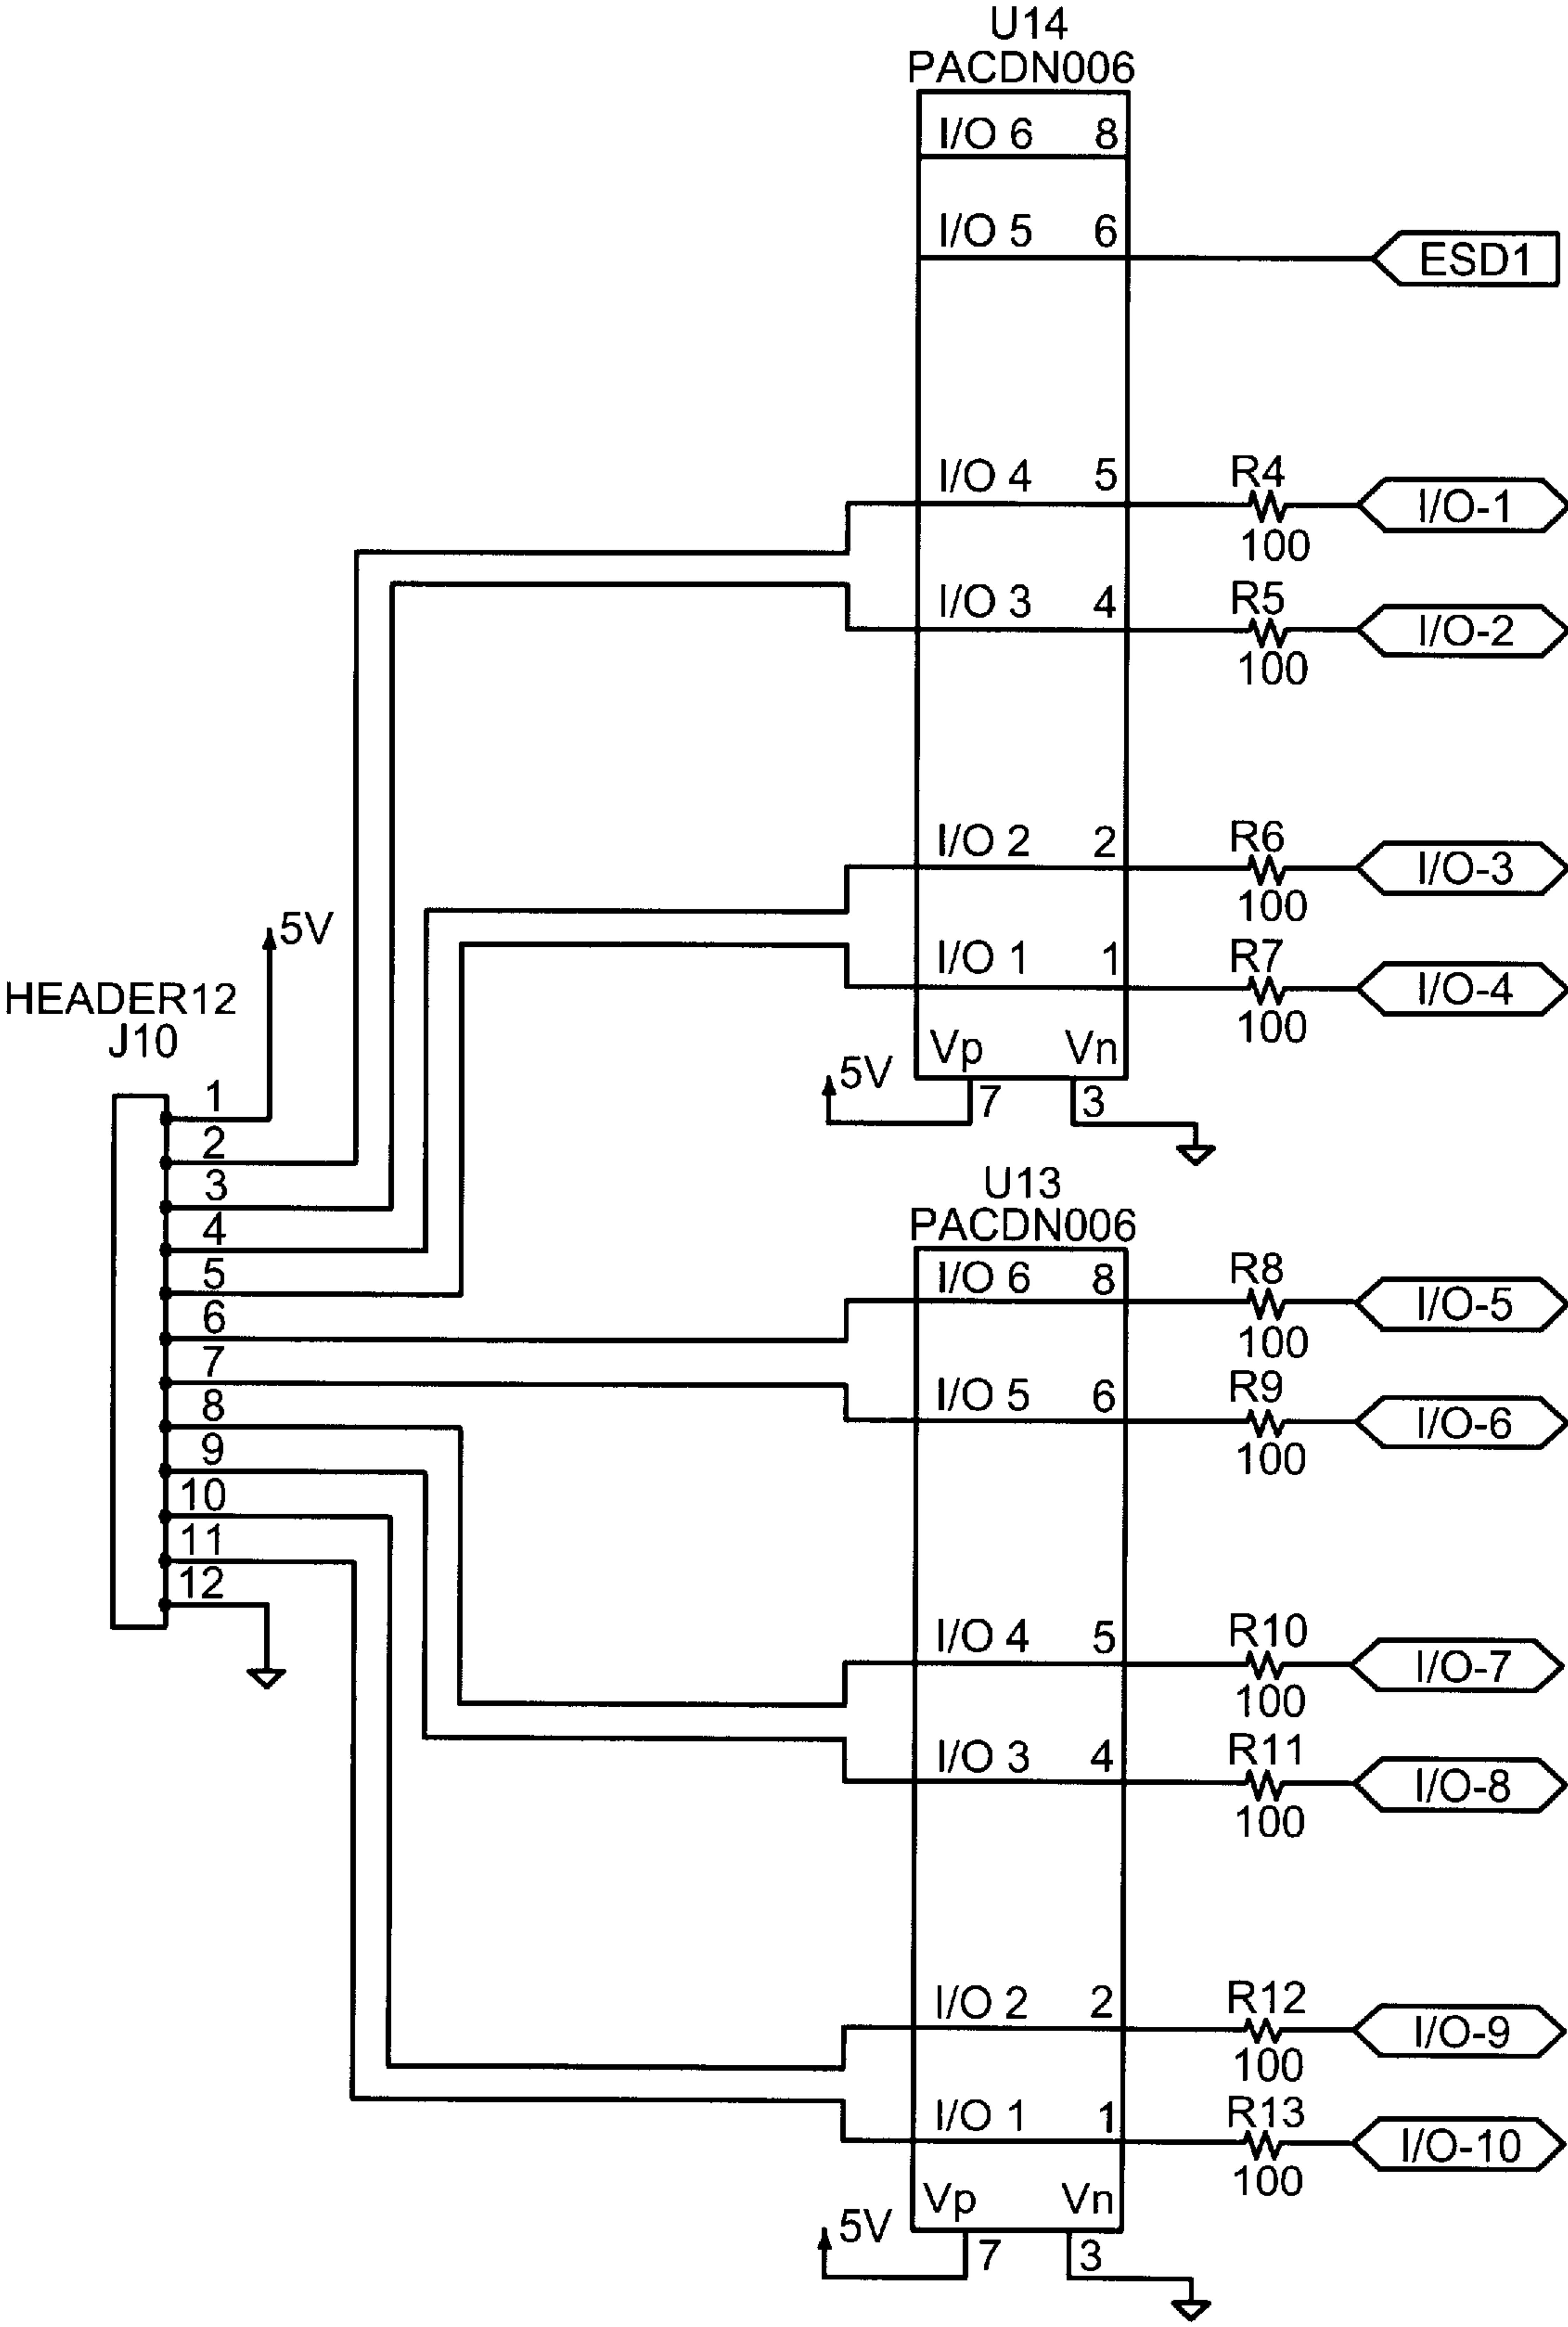 U14
PACDN006
I/O 6 8
I/O 5 6
ESD1
I/O 4 5
R4
100
I/O-1
I/O 3 4
R5
100
I/O-2
I/O 2 2
R6
100
I/O-3
I/O 1 1
R7
100
I/O-4
Vp Vn
5V
7
3
5V
HEADER12
J10
1
2
3
4
5
6
7
8
9
10
11
12
U13
PACDN006
I/O 6 8
R8
100
I/O-5
I/O 5 6
R9
100
I/O-6
I/O 4 5
R10
100
I/O-7
I/O 3 4
R11
100
I/O-8
I/O 2 2
R12
100
I/O-9
I/O 1 1
R13
100
I/O-10
Vp Vn
5V
7
3